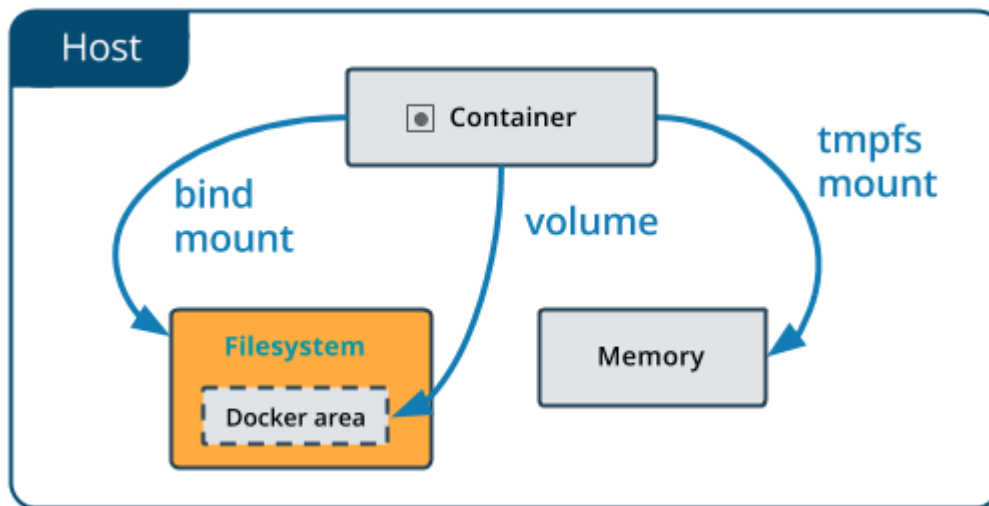 Host
Container
tmpfs
mount
bind
mount
volume
Filesystem
Memory
Docker area